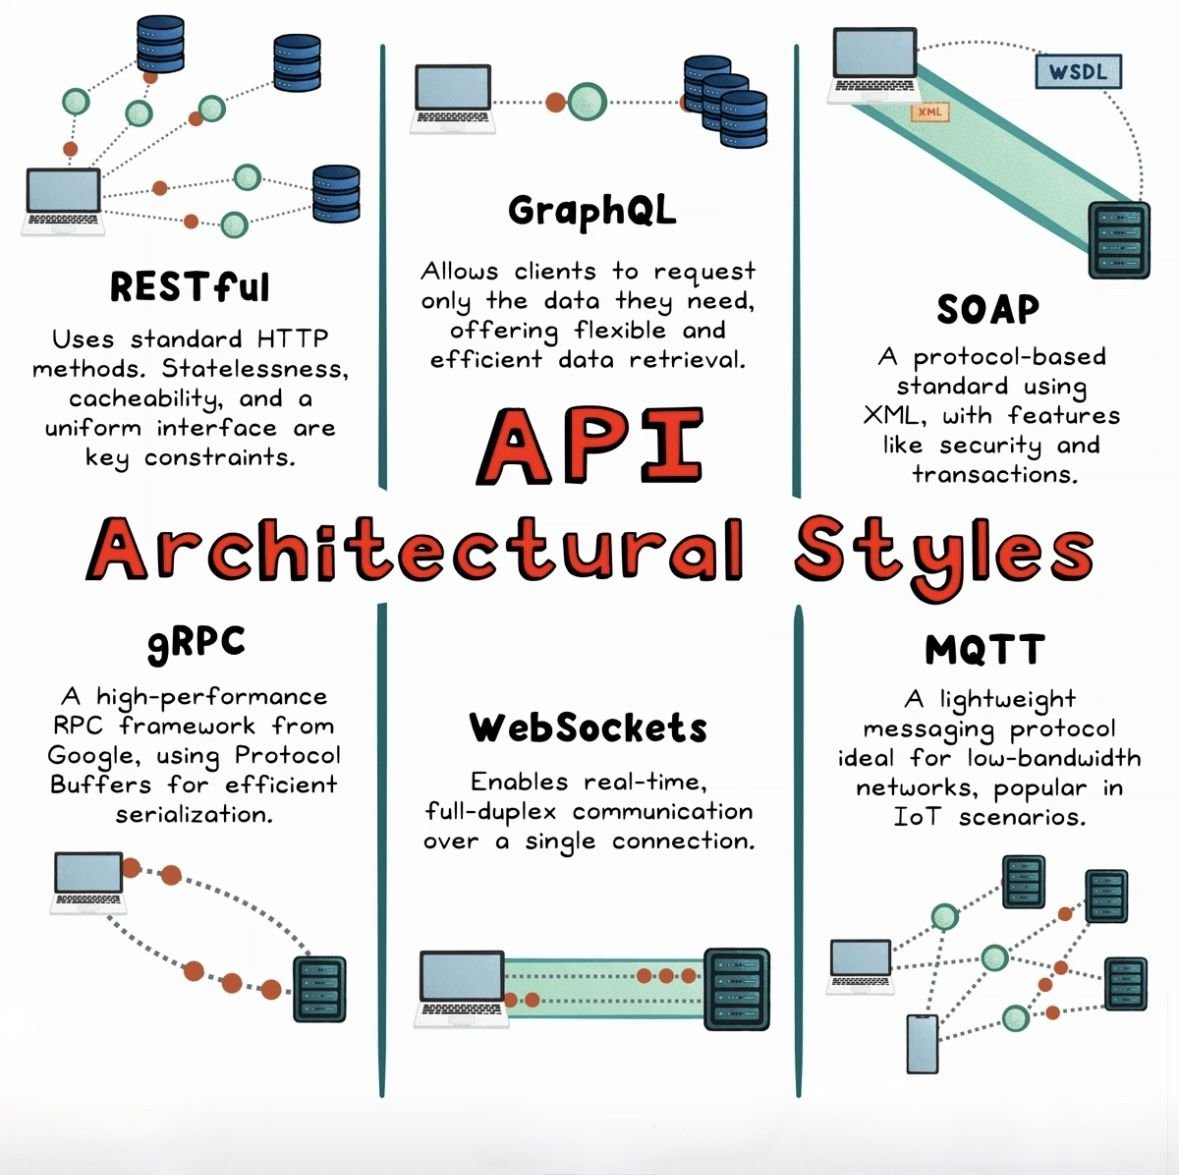 WSDL
XML
RESTful
Uses standard HTTP
methods. Statelessness,
cacheability, and a
uniform interface are
key constraints.
GraphQL
Allows clients to request
only the data they need,
offering flexible and
efficient data retrieval.
SOAP
A protocol-based
standard using
XML, with features
like security and
transactions.
API
Architectural Styles
gRPC
A high-performance
RPC framework from
Google, using Protocol
Buffers for efficient
serialization.
WebSockets
Enables real-time,
full-duplex communication
over a single connection.
MQTT
A lightweight
messaging protocol
ideal for low-bandwidth
networks, popular in
IoT scenarios.